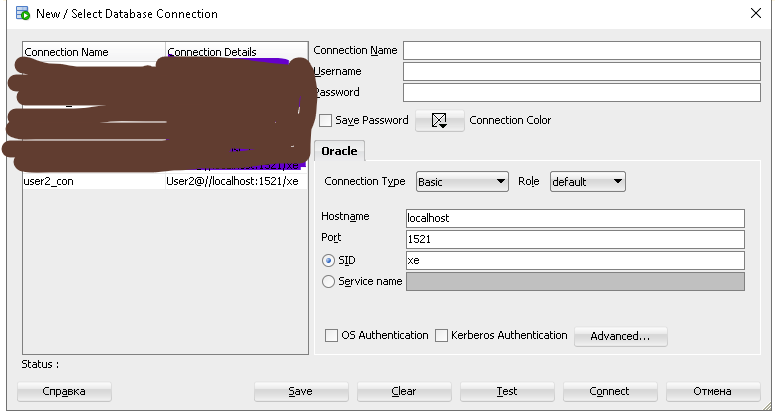 New / Select Database Connection
Connection Name Connection Details
user2_con User2@//localhost:1521/xe
Connection Name
Username
Password
Save Password Connection Color
Oracle
Connection Type Basic Role default
Hostname localhost
Port 1521
SID xe
Service name
OS Authentication Kerberos Authentication Advanced...
Status :
Справка Save Clear Test Connect Отмена